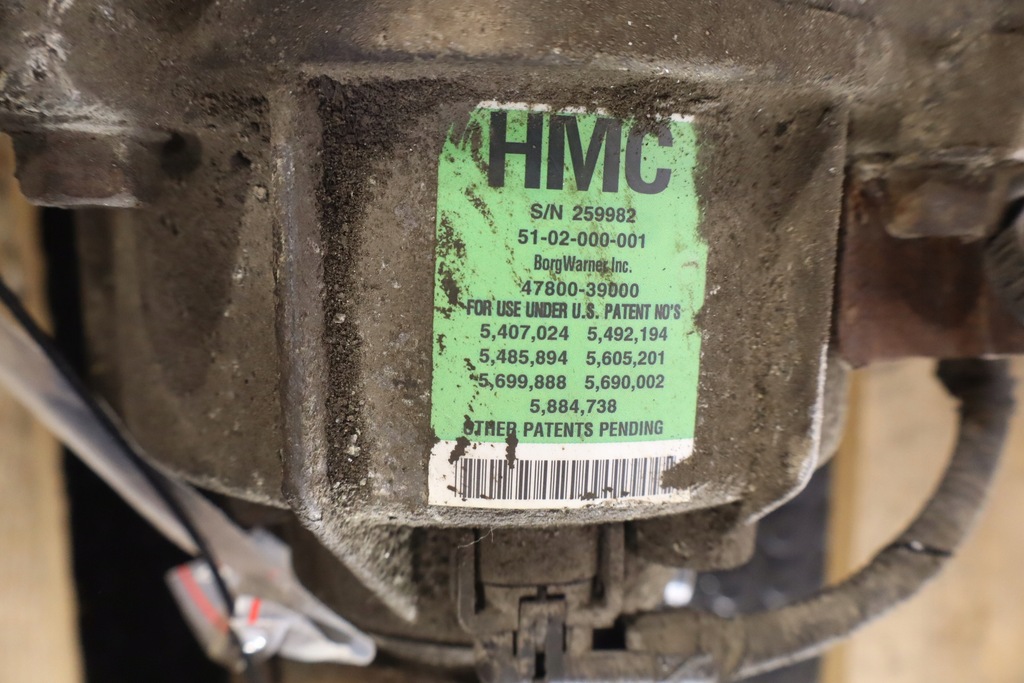 HMC
S/N 259982
51-02-000-001
BorgWarner Inc.
47800-39000
FOR USE UNDER U.S. PATENT NO'S
5,407,024 5,492,194
5,485,894 5,605,201
5,699,888 5,690,002
5,884,738
OTHER PATENTS PENDING